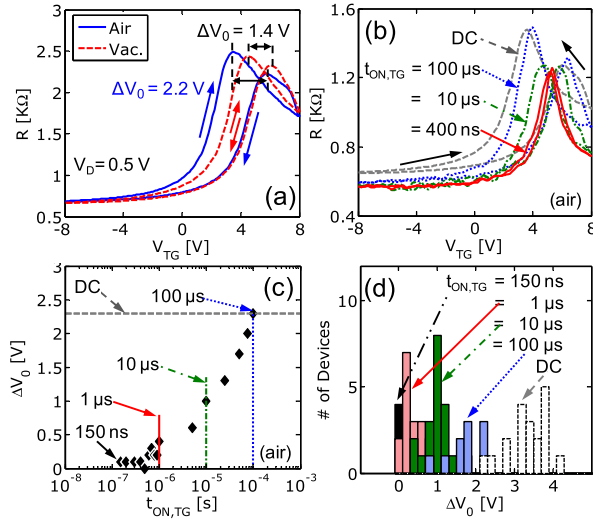 Air
Vac.
ΔV0 = 1.4 V
ΔV0 = 2.2 V
VD= 0.5 V
(a)
R [KΩ]
3
2.5
2
1.5
1
0.5
-8 -4 0 4 8
VTG [V]
(b)
DC
tON,TG = 100 µs
= 10 µs
= 400 ns
(air)
R [KΩ]
1.6
1.2
0.8
0.4
-8 -4 0 4 8
VTG [V]
(c)
DC
100 µs
10 µs
1 µs
150 ns
(air)
ΔV0 [V]
3
2.5
2
1.5
1
0.5
0
10-8 10-7 10-6 10-5 10-4 10-3
tON,TG [s]
(d)
tON,TG = 150 ns
= 1 µs
= 10 µs
= 100 µs
DC
# of Devices
10
5
0
0 1 2 3 4
ΔV0 [V]